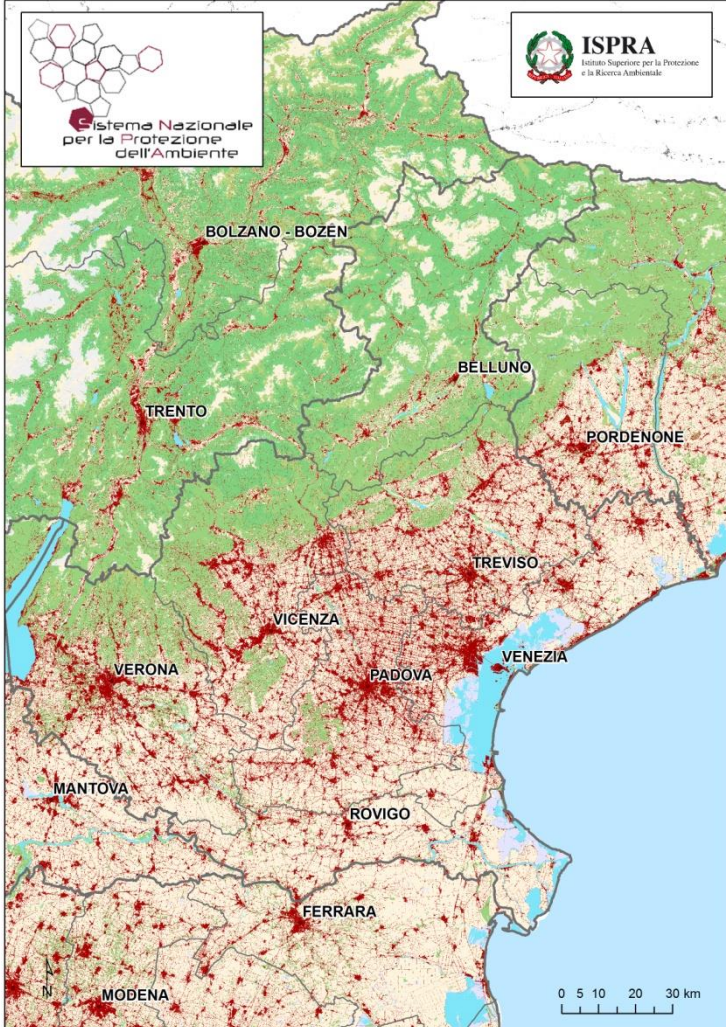 Sistema Nazionale
per la Protezione
dell'Ambiente
ISPRA
Istituto Superiore per la Protezione
e la Ricerca Ambientale
BOLZANO - BOZEN
BELLUNO
TRENTO
PORDENONE
TREVISO
VICENZA
VENEZIA
VERONA
PADOVA
MANTOVA
ROVIGO
FERRARA
MODENA
N
0 5 10 20 30 km